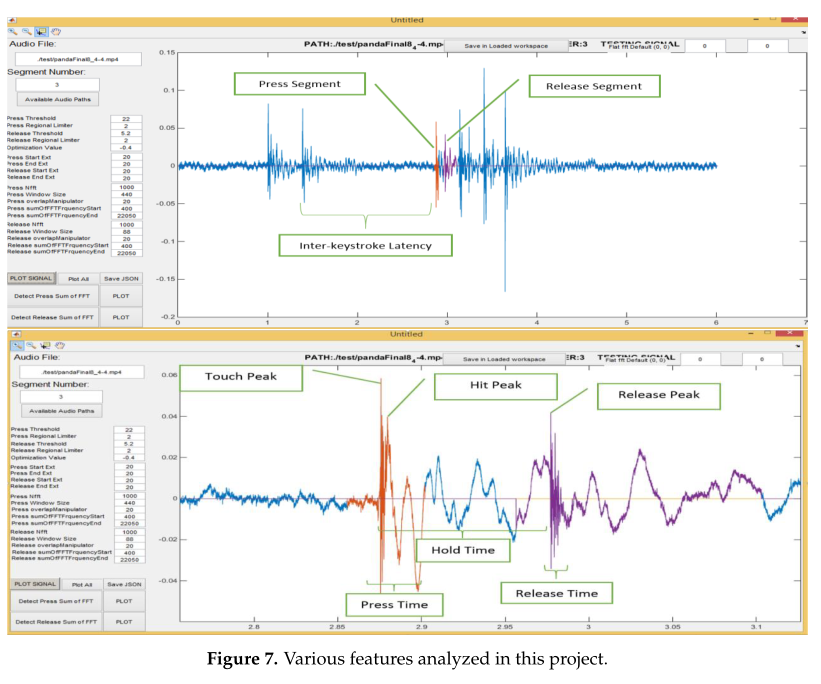 Untitled
Audio File:
PATH:./test/pandaFinal8_4-4.mp
Save in Loaded workspace
ER:3
TESTING SIGNAL
Flat fft Default (0, 0)
0
0
./test/pandaFinal8_4-4.mp4
Segment Number:
3
Available Audio Paths
Press Threshold 22
Press Regional Limiter 2
Release Threshold 5.2
Release Regional Limiter 2
Optimization Value -0.4
Press Start Ext 20
Press End Ext 20
Release Start Ext 20
Release End Ext 20
Press Nfft 1000
Press Window Size 440
Press overlapManipulator 20
Press sumOfFFTFrquencyStart 400
Press sumOfFFTFrquencyEnd 22050
Release Nfft 1000
Release Window Size 88
Release overlapManipulator 20
Release sumOfFFTFrquencyStart 400
Release sumOfFFTFrquencyEnd 22050
PLOT SIGNAL Plot All Save JSON
Detect Press Sum of FFT PLOT
Detect Release Sum of FFT PLOT
0.15
0.1
0.05
0
-0.05
-0.1
-0.15
-0.2
0 1 2 3 4 5 6 7
Press Segment
Release Segment
Inter-keystroke Latency
Untitled
Audio File:
PATH:./test/pandaFinal8_4-4.mp
Save in Loaded workspace
ER:3
TESTING SIGNAL
Flat fft Default (0, 0)
0
0
./test/pandaFinal8_4-4.mp4
Segment Number:
3
Available Audio Paths
Press Threshold 22
Press Regional Limiter 2
Release Threshold 5.2
Release Regional Limiter 2
Optimization Value -0.4
Press Start Ext 20
Press End Ext 20
Release Start Ext 20
Release End Ext 20
Press Nfft 1000
Press Window Size 440
Press overlapManipulator 20
Press sumOfFFTFrquencyStart 400
Press sumOfFFTFrquencyEnd 22050
Release Nfft 1000
Release Window Size 88
Release overlapManipulator 20
Release sumOfFFTFrquencyStart 400
Release sumOfFFTFrquencyEnd 22050
PLOT SIGNAL Plot All Save JSON
Detect Press Sum of FFT PLOT
Detect Release Sum of FFT PLOT
0.06
0.04
0.02
0
-0.02
-0.04
2.8 2.85 2.9 2.95 3 3.05 3.1
Touch Peak
Hit Peak
Release Peak
Hold Time
Press Time
Release Time
Figure 7. Various features analyzed in this project.